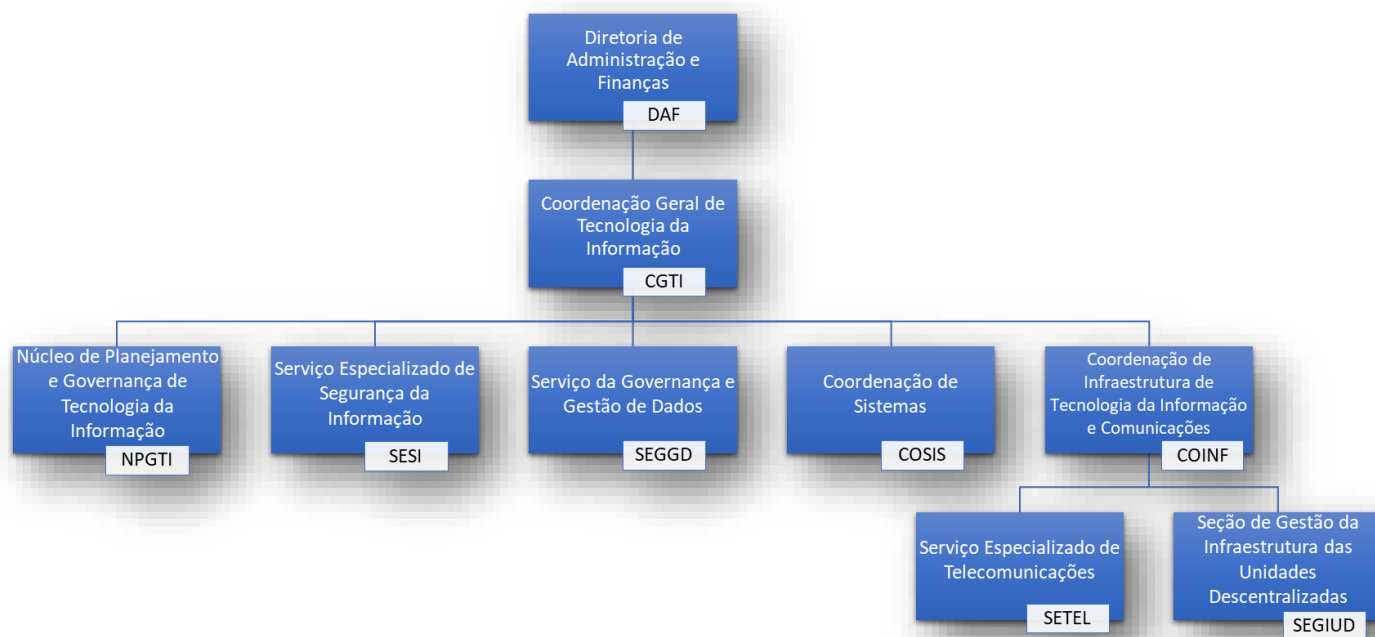 Diretoria de
Administração e
Finanças
DAF
Coordenação Geral de
Tecnologia da
Informação
CGTI
Núcleo de Planejamento
e Governança de
Tecnologia da
Informação
NPGTI
Serviço Especializado de
Segurança da
Informação
SESI
Serviço da Governança e
Gestão de Dados
SEGGD
Coordenação de
Sistemas
COSIS
Coordenação de
Infraestrutura de
Tecnologia da Informação
e Comunicações
COINF
Serviço Especializado de
Telecomunicações
SETEL
Seção de Gestão da
Infraestrutura das
Unidades
Descentralizadas
SEGIUD